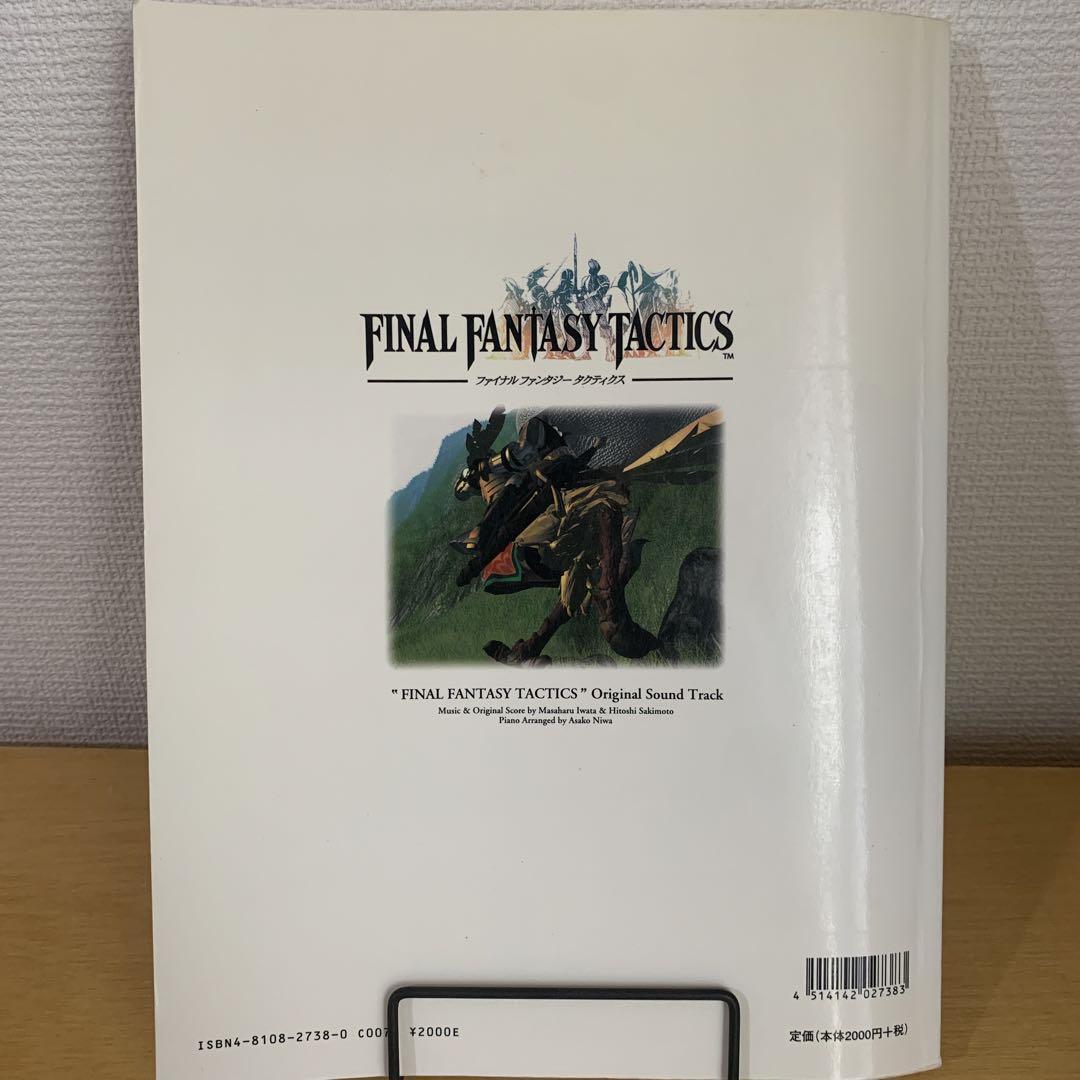 FINAL FANTASY TACTICS™
ファイナルファンタジータクティクス
“FINAL FANTASY TACTICS” Original Sound Track
Music & Original Score by Masaharu Iwata & Hitoshi Sakimoto
Piano Arranged by Asako Niwa
4 514142 027383
ISBN4-8108-2738-0 ¥2000E
定価(本体2000円+税)